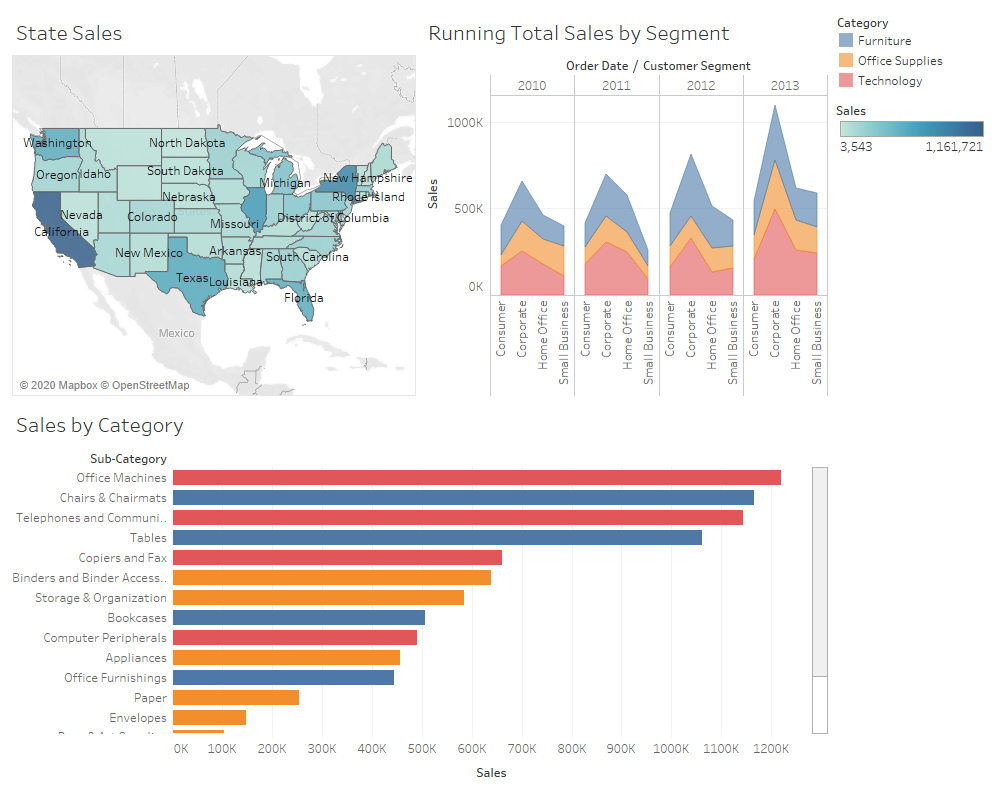 State Sales
Washington
North Dakota
Oregon
Idaho
South Dakota
Michigan
New Hampshire
Nebraska
Rhode Island
Nevada
Colorado
Missouri
District of Columbia
California
New Mexico
Arkansas
South Carolina
Texas
Louisiana
Florida
Mexico
© 2020 Mapbox © OpenStreetMap
Running Total Sales by Segment
Order Date / Customer Segment
2010 2011 2012 2013
Sales
1000K
500K
0K
Consumer
Corporate
Home Office
Small Business
Consumer
Corporate
Home Office
Small Business
Consumer
Corporate
Home Office
Small Business
Consumer
Corporate
Home Office
Small Business
Category
Furniture
Office Supplies
Technology
Sales
3,543 1,161,721
Sales by Category
Sub-Category
Office Machines
Chairs & Chairmats
Telephones and Communi..
Tables
Copiers and Fax
Binders and Binder Access..
Storage & Organization
Bookcases
Computer Peripherals
Appliances
Office Furnishings
Paper
Envelopes
0K 100K 200K 300K 400K 500K 600K 700K 800K 900K 1000K 1100K 1200K
Sales